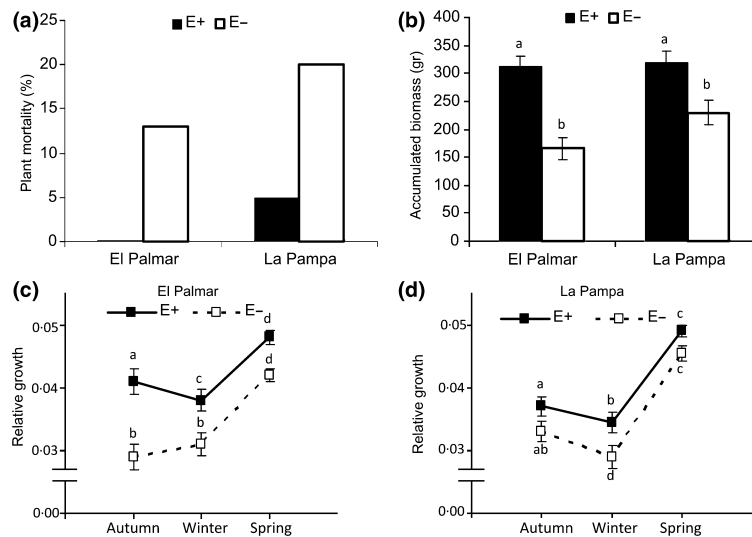 (a)
E+ E–
Plant mortality (%)
25
20
15
10
5
0
El Palmar La Pampa
(b)
E+ E–
Accumulated biomass (gr)
400
350
300
250
200
150
100
50
0
a
b
a
b
El Palmar La Pampa
(c)
El Palmar
E+ E–
Relative growth
0·05
0·04
0·03
0·00
a
c
d
b
b
d
Autumn Winter Spring
(d)
La Pampa
E+ E–
Relative growth
0·05
0·04
0·03
0·00
a
b
c
ab
d
c
Autumn Winter Spring